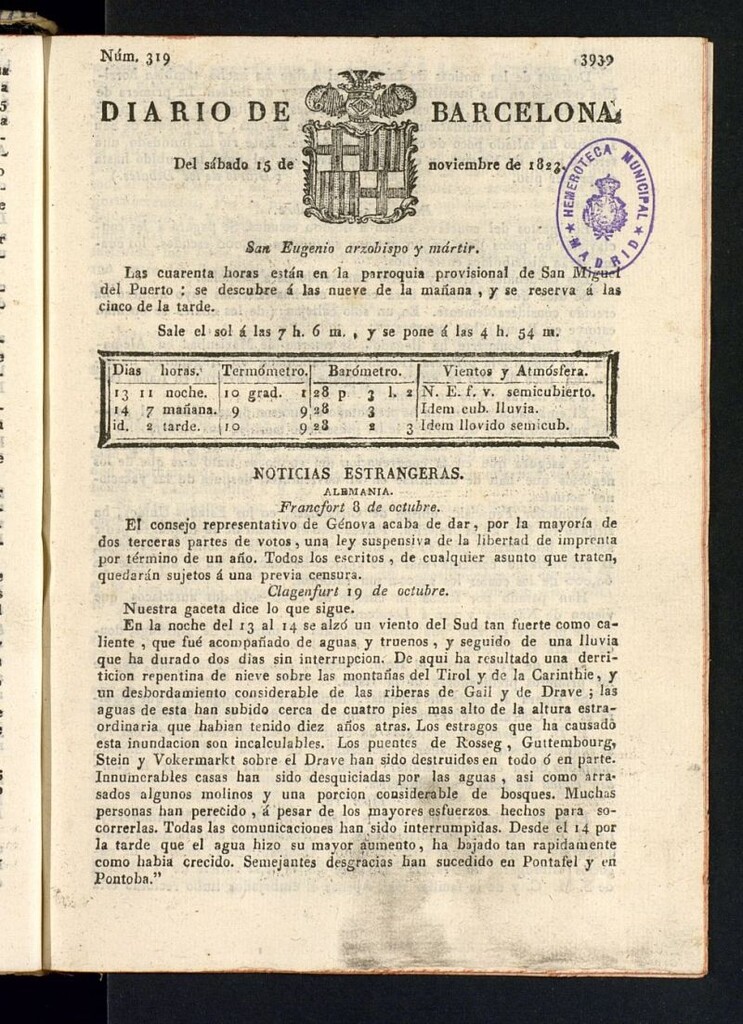 Núm. 319 3939
DIARIO DE BARCELONA,
Del sábado 15 de noviembre de 1823.
HEMEROTECA MUNICIPAL
★ MADRID ★
San Eugenio arzobispo y mártir.
Las cuarenta horas están en la parroquia provisional de San Miguel
del Puerto : se descubre á las nueve de la mañana , y se reserva á las
cinco de la tarde.
Sale el sol á las 7 h. 6 m. , y se pone á las 4 h. 54 m.
Dias horas. Termómetro. Barómetro. Vientos y Atmósfera.
13 11 noche. 10 grad. 1 28 p 3 l. 2 N. E. f. v. semicubierto.
14 7 mañana. 9 9 28 3 Idem cub. lluvia.
id. 2 tarde. 10 9 28 2 3 Idem llovido semicub.
NOTICIAS ESTRANGERAS.
ALEMANIA.
Francfort 8 de octubre.
El consejo representativo de Génova acaba de dar, por la mayoría de
dos terceras partes de votos , una ley suspensiva de la libertad de imprenta
por término de un año. Todos los escritos , de cualquier asunto que traten,
quedarán sujetos á una previa censura.
Clagenfurt 19 de octubre.
Nuestra gaceta dice lo que sigue.
En la noche del 13 al 14 se alzó un viento del Sud tan fuerte como ca-
liente , que fué acompañado de aguas y truenos , y seguido de una lluvia
que ha durado dos dias sin interrupcion. De aqui ha resultado una derri-
ticion repentina de nieve sobre las montañas del Tirol y de la Carinthie, y
un desbordamiento considerable de las riberas de Gail y de Drave ; las
aguas de esta han subido cerca de cuatro pies mas alto de la altura estra-
ordinaria que habian tenido diez años atras. Los estragos que ha causado
esta inundacion son incalculables. Los puentes de Rosseg , Guttembourg,
Stein y Vokermarkt sobre el Drave han sido destruidos en todo ó en parte.
Innumerables casas han sido desquiciadas por las aguas , asi como arra-
sados algunos molinos y una porcion considerable de bosques. Muchas
personas han perecido , á pesar de los mayores esfuerzos hechos para so-
correrlas. Todas las comunicaciones han sido interrumpidas. Desde el 14 por
la tarde que el agua hizo su mayor aumento, ha bajado tan rapidamente
como habia crecido. Semejantes desgracias han sucedido en Pontafel y en
Pontoba."